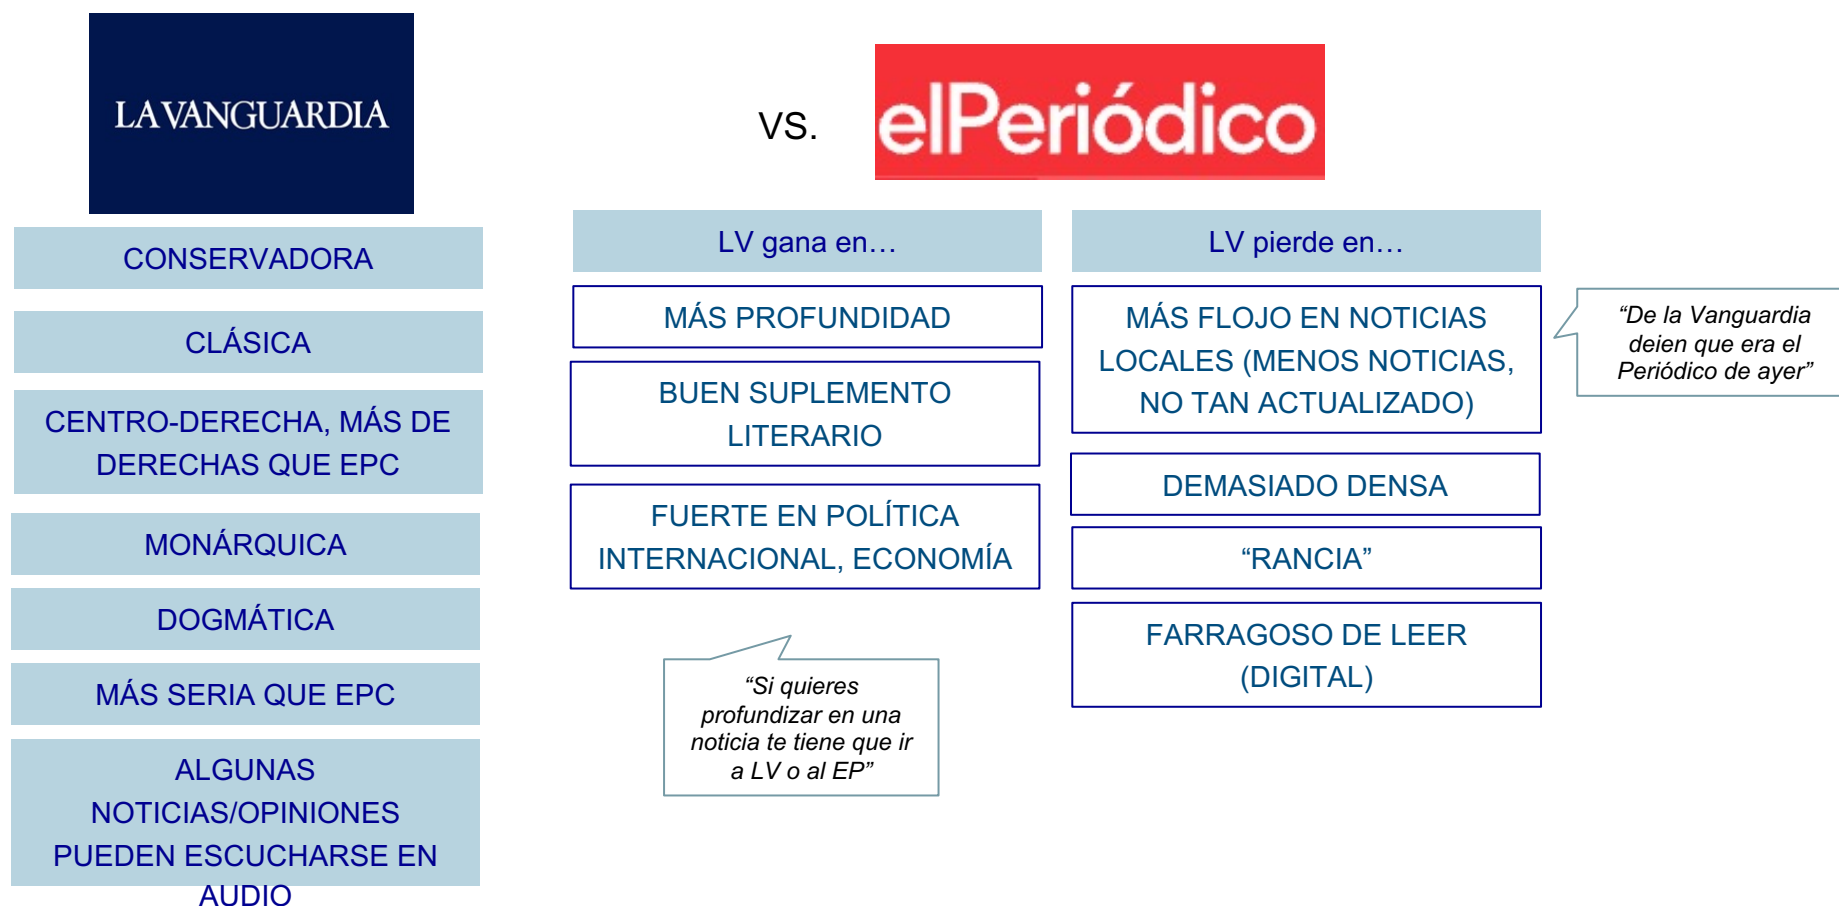 LA VANGUARDIA
VS.
elPeriódico
CONSERVADORA
CLÁSICA
CENTRO-DERECHA, MÁS DE
DERECHAS QUE EPC
MONÁRQUICA
DOGMÁTICA
MÁS SERIA QUE EPC
ALGUNAS
NOTICIAS/OPINIONES
PUEDEN ESCUCHARSE EN
AUDIO
LV gana en…
MÁS PROFUNDIDAD
BUEN SUPLEMENTO
LITERARIO
FUERTE EN POLÍTICA
INTERNACIONAL, ECONOMÍA
“Si quieres
profundizar en una
noticia te tiene que ir
a LV o al EP”
LV pierde en…
MÁS FLOJO EN NOTICIAS
LOCALES (MENOS NOTICIAS,
NO TAN ACTUALIZADO)
DEMASIADO DENSA
“RANCIA”
FARRAGOSO DE LEER
(DIGITAL)
“De la Vanguardia
deien que era el
Periódico de ayer”